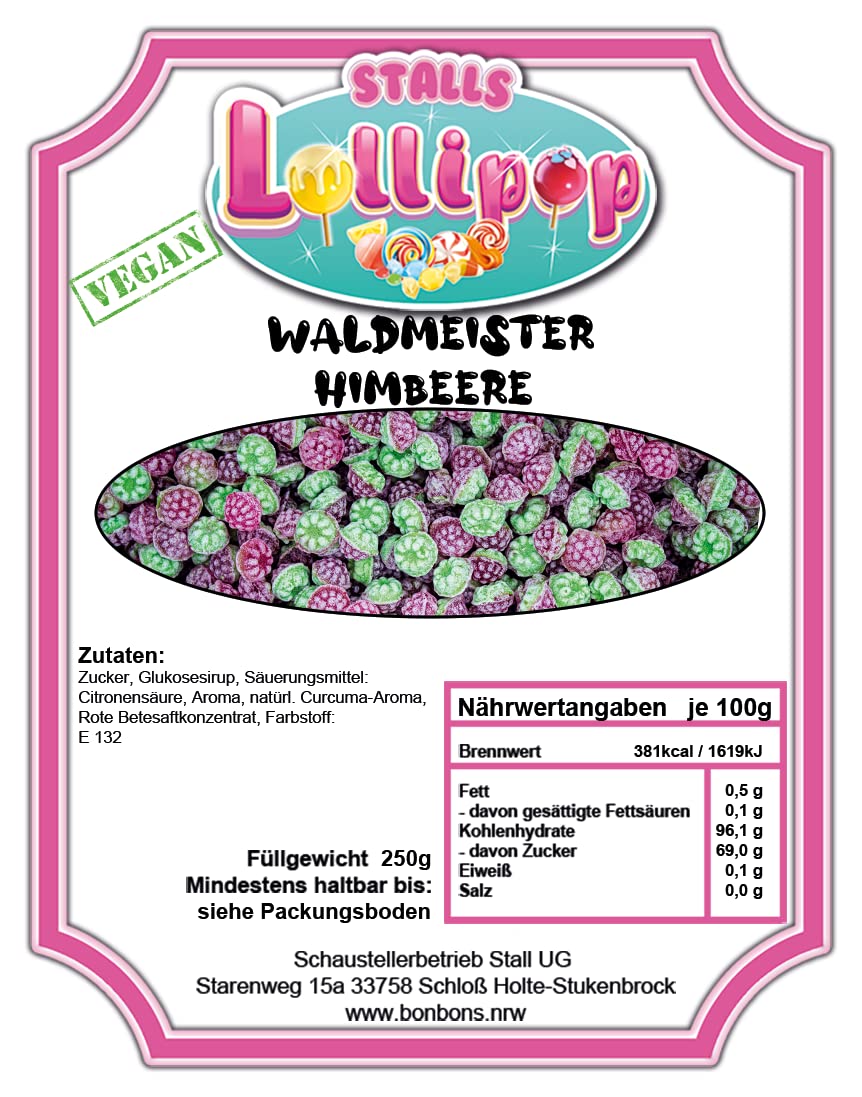 STALLS
Lollipop
VEGAN
WALDMEISTER
HIMBEERE
Zutaten:
Zucker, Glukosesirup, Säuerungsmittel:
Citronensäure, Aroma, natürl. Curcuma-Aroma,
Rote Betesaftkonzentrat, Farbstoff:
E 132
Nährwertangaben je 100g
Brennwert 381kcal / 1619kJ
Fett 0,5 g
- davon gesättigte Fettsäuren 0,1 g
Kohlenhydrate 96,1 g
- davon Zucker 69,0 g
Eiweiß 0,1 g
Salz 0,0 g
Füllgewicht 250g
Mindestens haltbar bis:
siehe Packungsboden
Schaustellerbetrieb Stall UG
Starenweg 15a 33758 Schloß Holte-Stukenbrock
www.bonbons.nrw